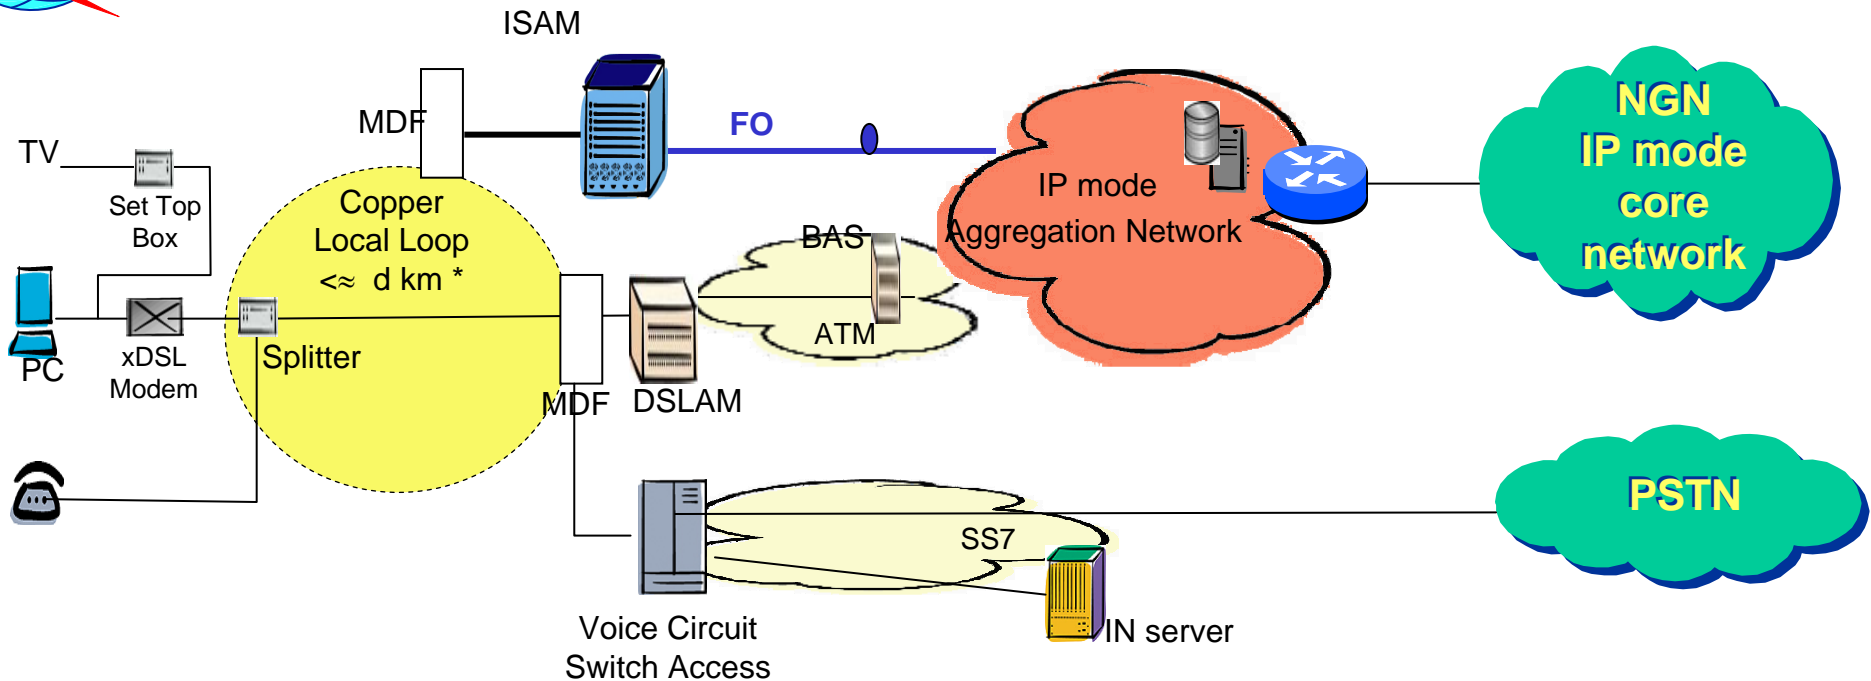 ISAM
MDF
FO
TV
Set Top
Box
Copper
Local Loop
<≈ d km *
IP mode
Aggregation Network
NGN
IP mode
core
network
BAS
ATM
PC
xDSL
Modem
Splitter
MDF
DSLAM
PSTN
SS7
IN server
Voice Circuit
Switch Access